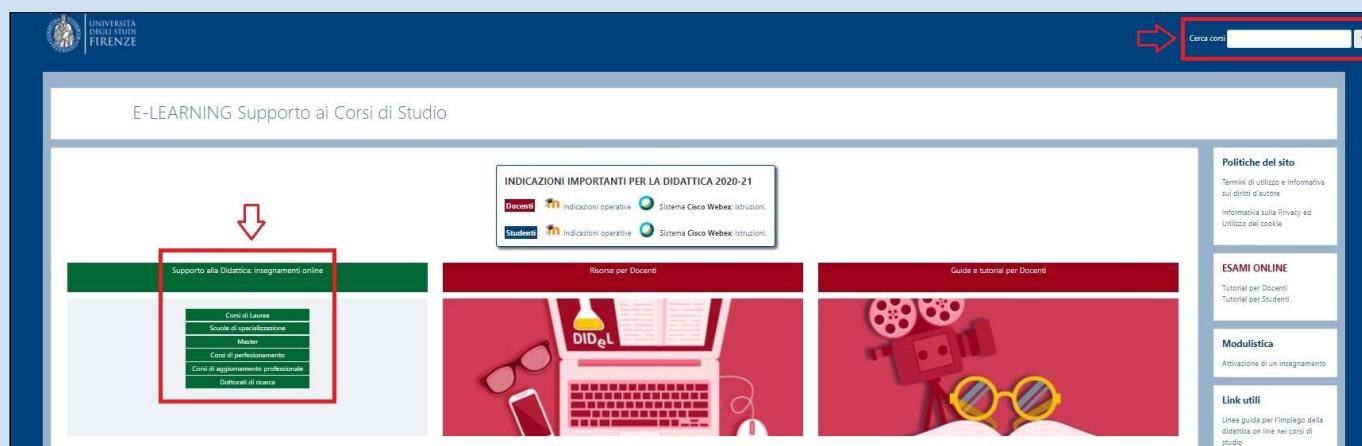 UNIVERSITÀ
DEGLI STUDI
FIRENZE
Cerca corsi
E-LEARNING Supporto ai Corsi di Studio
INDICAZIONI IMPORTANTI PER LA DIDATTICA 2020-21
Docenti Indicazioni operative Sistema Cisco Webex: istruzioni.
Studenti Indicazioni operative Sistema Cisco Webex: istruzioni.
Supporto alla Didattica: insegnamenti online
Corsi di Laurea
Scuole di specializzazione
Master
Corsi di perfezionamento
Corsi di aggiornamento professionale
Dottorati di ricerca
Risorse per Docenti
DIDeL
Guide e tutorial per Docenti
Politiche del sito
Termini di utilizzo e Informativa
sui diritti d'autore
Informativa sulla Privacy ed
Utilizzo dei cookie
ESAMI ONLINE
Tutorial per Docenti
Tutorial per Studenti
Modulistica
Attivazione di un insegnamento
Link utili
Linee guida per l'impiego della
didattica on line nei corsi di
studio